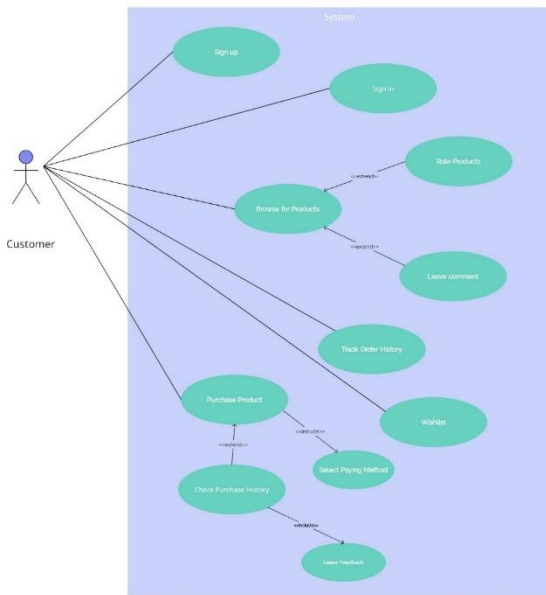 System
Sign up
Sign in
Rate Products
<<extend>>
Browse for Products
<<extend>>
Customer
Leave comment
Track Order History
Purchase Product
Wishlist
<<include>>
<<extend>>
Select Paying Method
Check Purchase History
<<include>>
Leave Feedback